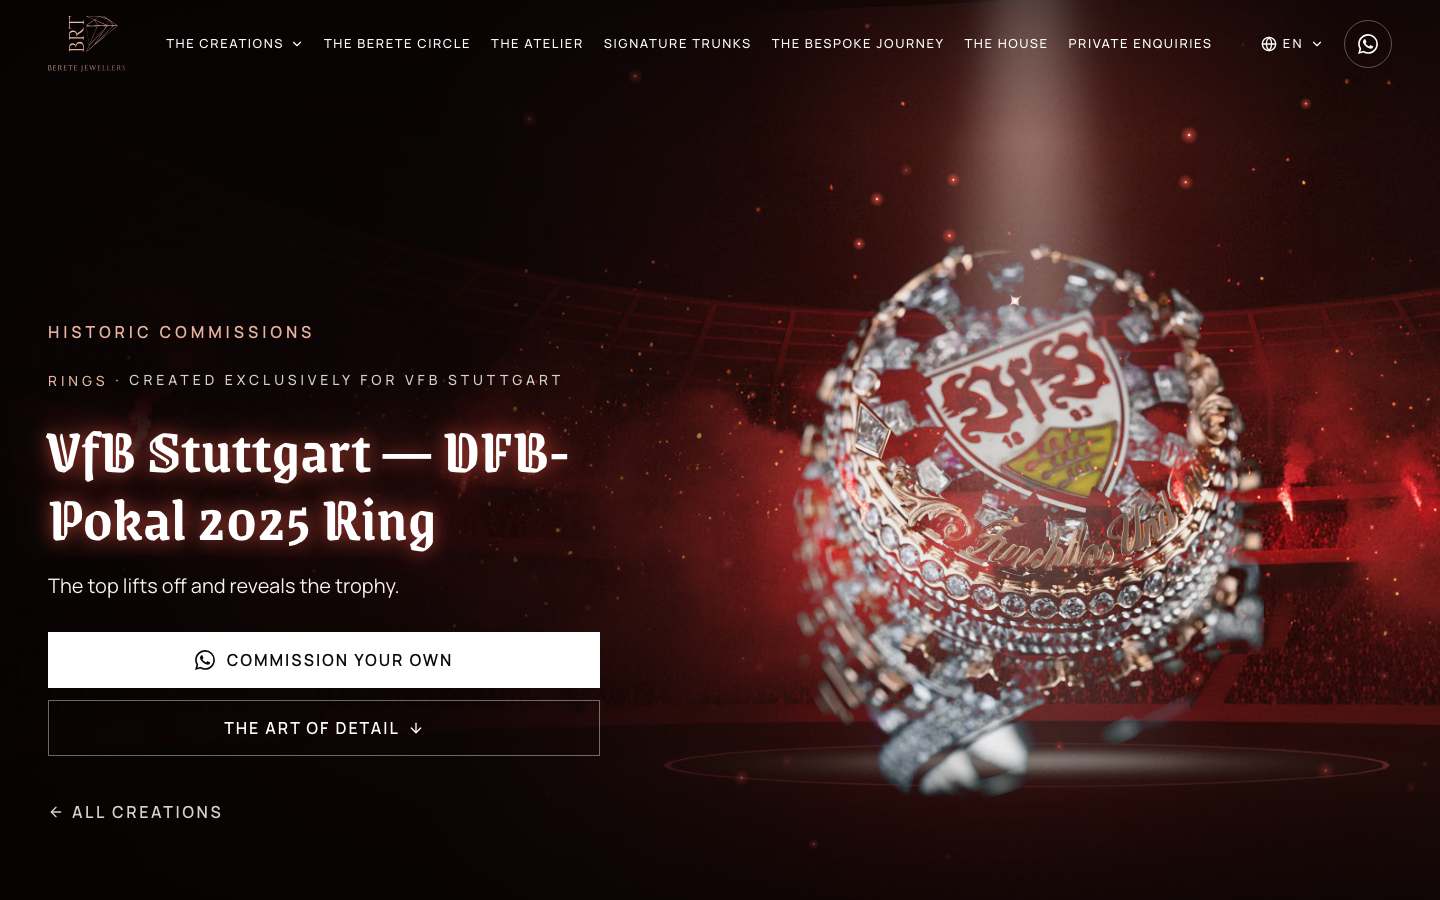 BRT
BERETE JEWELLERS
THE CREATIONS
THE BERETE CIRCLE
THE ATELIER
SIGNATURE TRUNKS
THE BESPOKE JOURNEY
THE HOUSE
PRIVATE ENQUIRIES
EN
HISTORIC COMMISSIONS
RINGS · CREATED EXCLUSIVELY FOR VFB STUTTGART
VfB Stuttgart — DFB-
Pokal 2025 Ring
The top lifts off and reveals the trophy.
COMMISSION YOUR OWN
THE ART OF DETAIL ↓
← ALL CREATIONS
VfB
Furchtlos Und